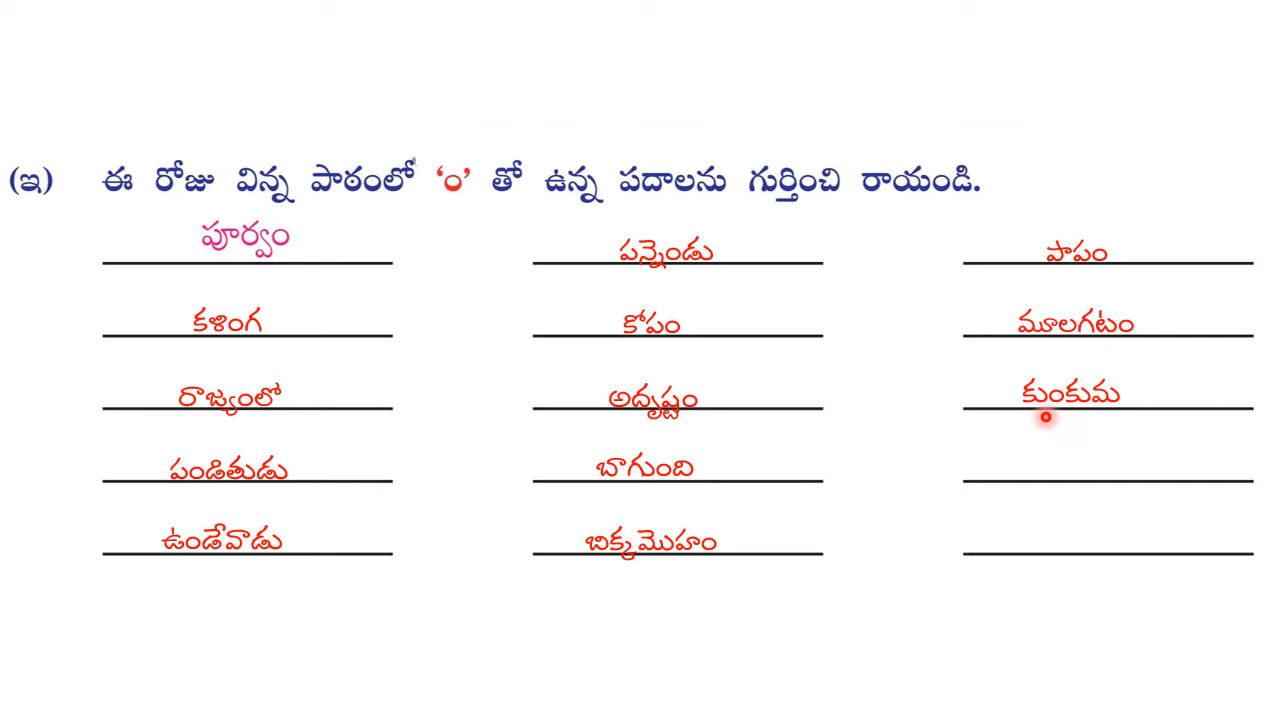 (ఇ) ఈ రోజు విన్న పాఠంలో ‘ం’ తో ఉన్న పదాలను గుర్తించి రాయండి.
పూర్వం పన్నెండు పాపం
కళింగ కోపం మూలగటం
రాజ్యంలో అదృష్టం కుంకుమ
పండితుడు బాగుంది
ఉండేవాడు బిక్కమొహం